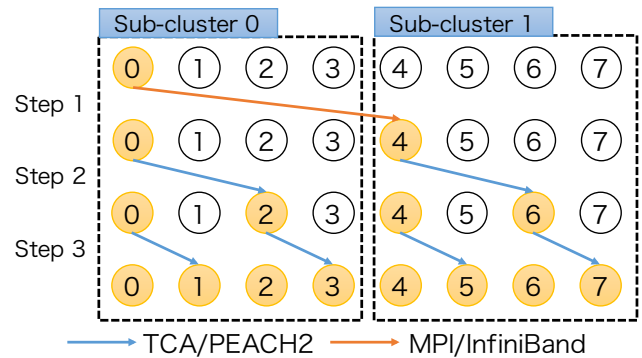 Sub-cluster 0 Sub-cluster 1
0 1 2 3 4 5 6 7
Step 1
0 1 2 3 4 5 6 7
Step 2
0 1 2 3 4 5 6 7
Step 3
0 1 2 3 4 5 6 7
TCA/PEACH2 MPI/InfiniBand